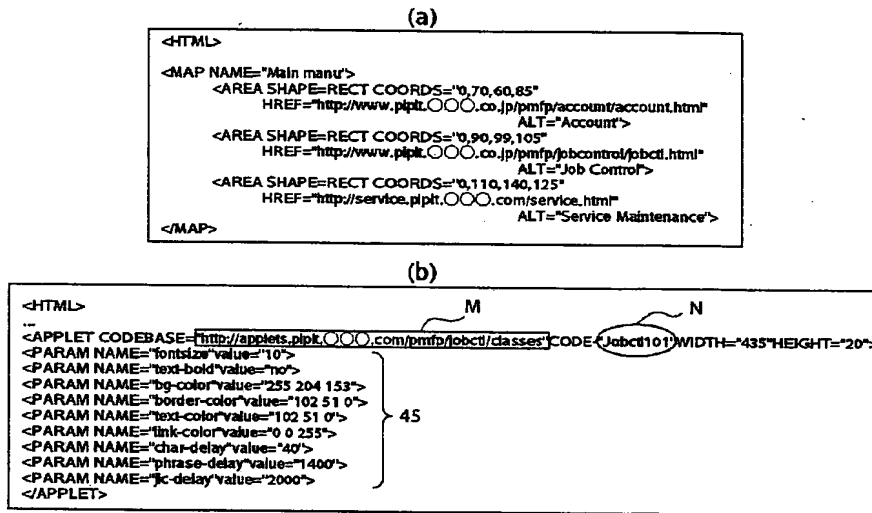 (a)
<HTML>
<MAP NAME="Main manu">
<AREA SHAPE=RECT COORDS="0,70,60,85"
HREF="http://www.piplt.○○○.co.jp/pmfp/account/account.html"
ALT="Account">
<AREA SHAPE=RECT COORDS="0,90,99,105"
HREF="http://www.piplt.○○○.co.jp/pmfp/jobcontrol/jobctl.html"
ALT="Job Control">
<AREA SHAPE=RECT COORDS="0,110,140,125"
HREF="http://service.piplt.○○○.com/service.html"
ALT="Service Maintenance">
</MAP>
(b)
M N
<HTML>
...
<APPLET CODEBASE="http://applets.piplt.○○○.com/pmfp/jobctl/classes"CODE="Jobctl101"WIDTH="435"HEIGHT="20">
<PARAM NAME="fontsize"value="10">
<PARAM NAME="text-bold"value="no">
<PARAM NAME="bg-color"value="255 204 153">
<PARAM NAME="border-color"value="102 51 0">
<PARAM NAME="text-color"value="102 51 0">
<PARAM NAME="link-color"value="0 0 255">
<PARAM NAME="char-delay"value="40">
<PARAM NAME="phrase-delay"value="1400">
<PARAM NAME="jlc-delay"value="2000">
</APPLET>
45